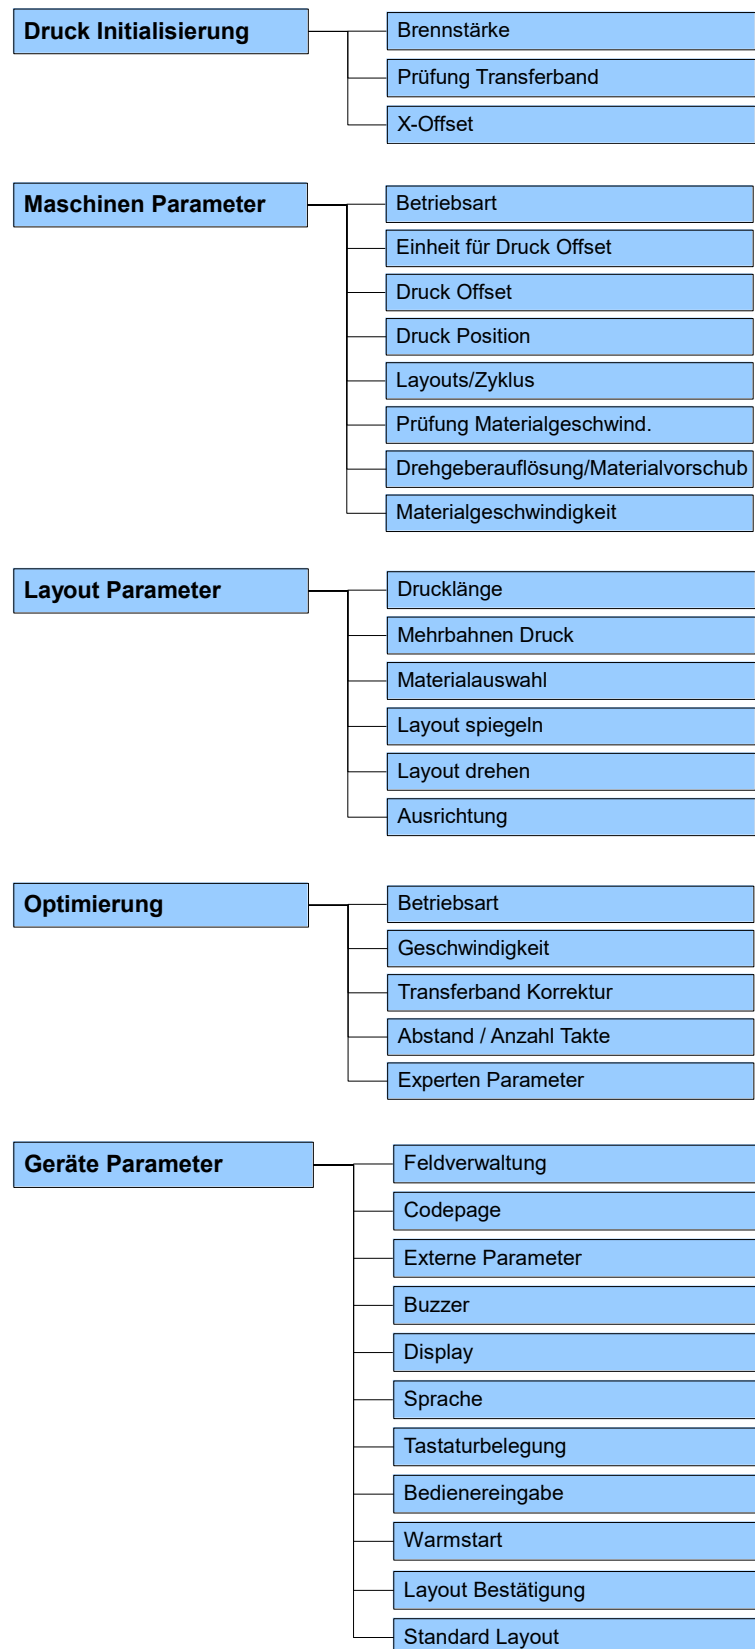 Druck Initialisierung
Brennstärke
Prüfung Transferband
X-Offset
Maschinen Parameter
Betriebsart
Einheit für Druck Offset
Druck Offset
Druck Position
Layouts/Zyklus
Prüfung Materialgeschwind.
Drehgeberauflösung/Materialvorschub
Materialgeschwindigkeit
Layout Parameter
Drucklänge
Mehrbahnen Druck
Materialauswahl
Layout spiegeln
Layout drehen
Ausrichtung
Optimierung
Betriebsart
Geschwindigkeit
Transferband Korrektur
Abstand / Anzahl Takte
Experten Parameter
Geräte Parameter
Feldverwaltung
Codepage
Externe Parameter
Buzzer
Display
Sprache
Tastaturbelegung
Bedienereingabe
Warmstart
Layout Bestätigung
Standard Layout